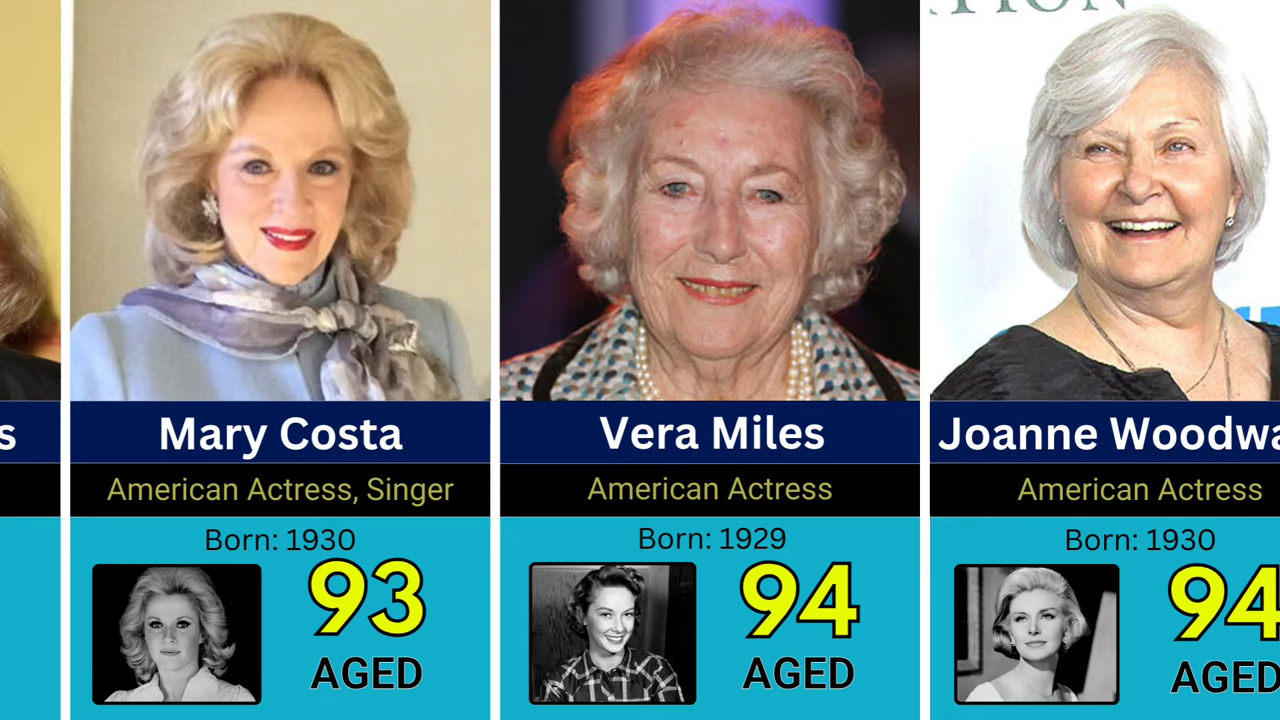 s
Mary Costa
American Actress, Singer
Born: 1930
93
AGED
Vera Miles
American Actress
Born: 1929
94
AGED
Joanne Woodwa
American Actress
Born: 1930
94
AGED